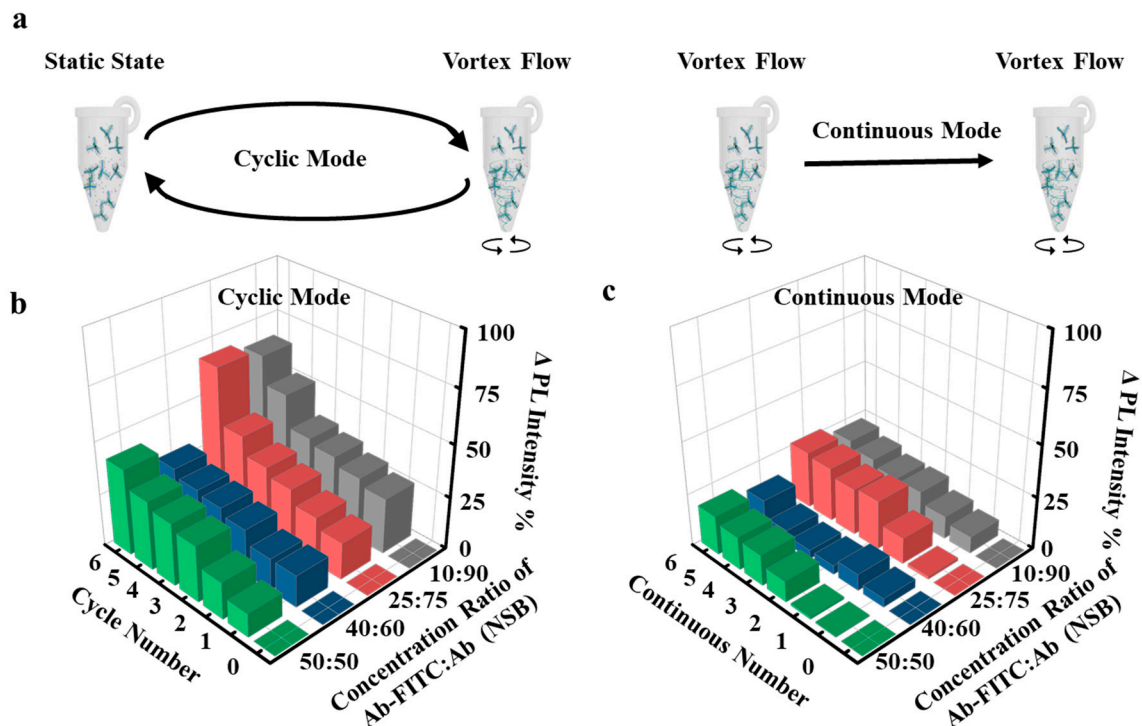 a
Static State
Vortex Flow
Vortex Flow
Vortex Flow
Cyclic Mode
Continuous Mode
b
Cyclic Mode
100
75
50
25
0
Δ PL Intensity %
6
5
4
3
2
1
0
Cycle Number
10:90
25:75
40:60
50:50
Concentration Ratio of
Ab-FITC:Ab (NSB)
c
Continuous Mode
100
75
50
25
0
Δ PL Intensity %
6
5
4
3
2
1
0
Continuous Number
10:90
25:75
40:60
50:50
Concentration Ratio of
Ab-FITC:Ab (NSB)